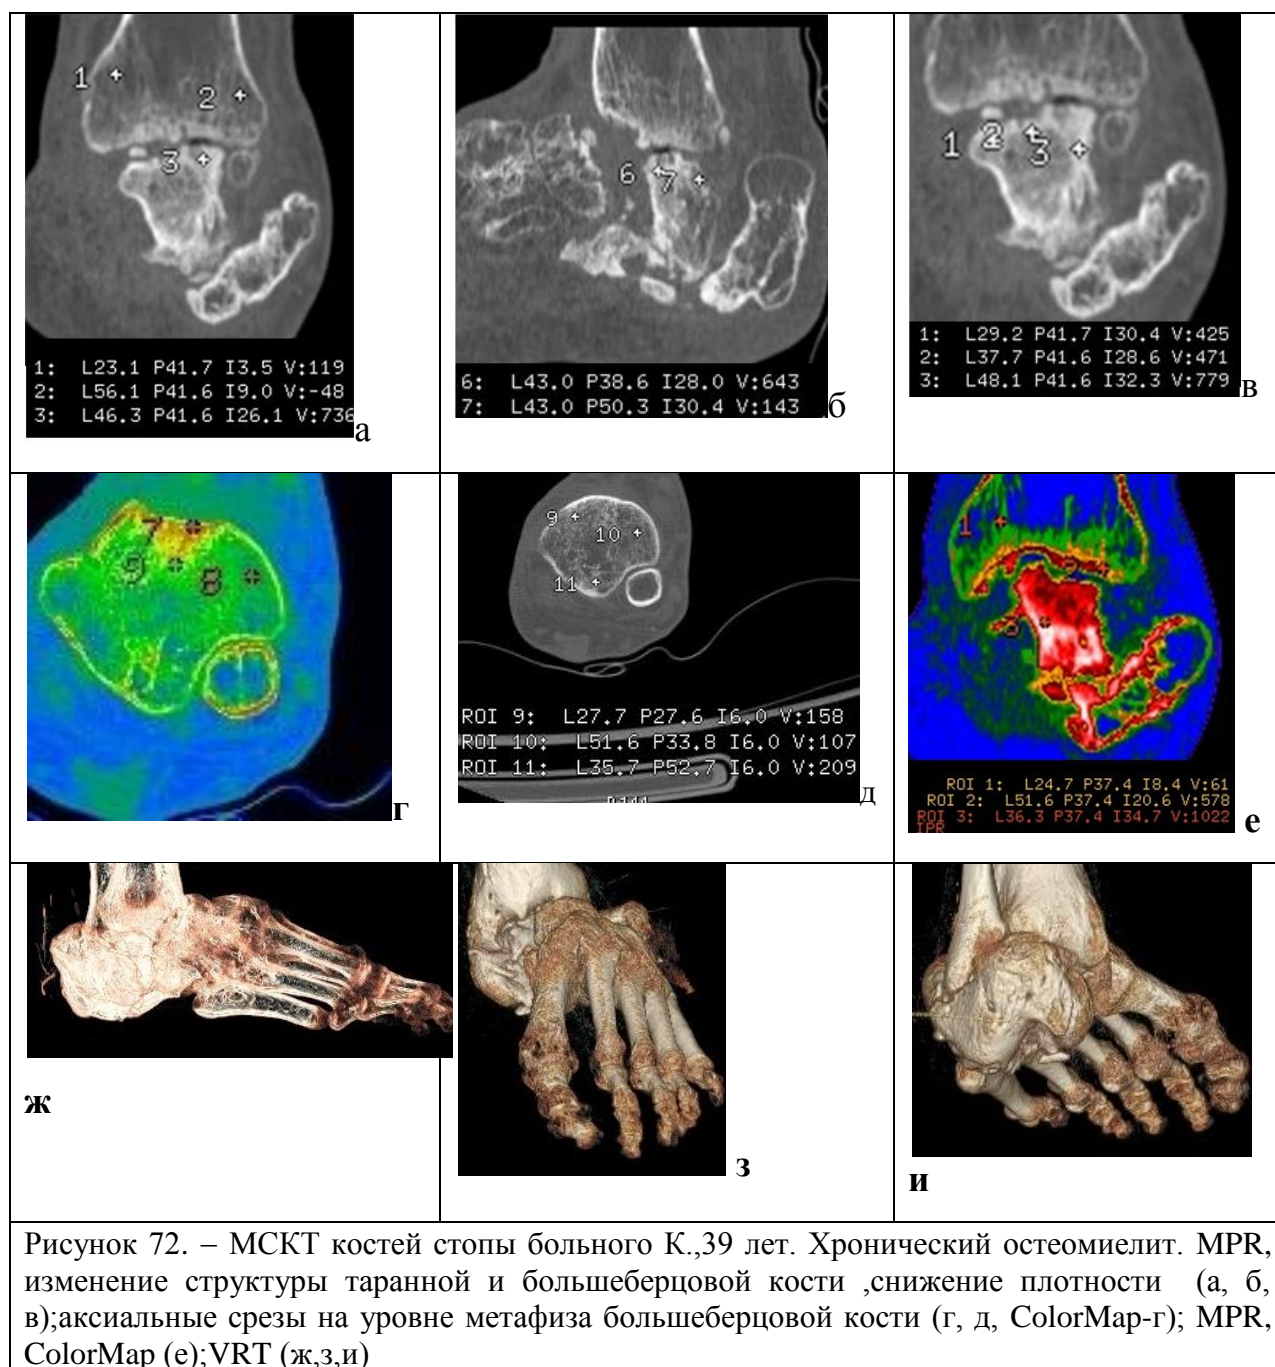 1
2
3
1: L23.1 P41.7 I3.5 V:119
2: L56.1 P41.6 I9.0 V:-48
3: L46.3 P41.6 I26.1 V:736
а
6
7
6: L43.0 P38.6 I28.0 V:643
7: L43.0 P50.3 I30.4 V:143
б
1
2
3
1: L29.2 P41.7 I30.4 V:425
2: L37.7 P41.6 I28.6 V:471
3: L48.1 P41.6 I32.3 V:779
в
7
9
8
г
9
10
11
ROI 9: L27.7 P27.6 I6.0 V:158
ROI 10: L51.6 P33.8 I6.0 V:107
ROI 11: L35.7 P52.7 I6.0 V:209
д
1
2
3
ROI 1: L24.7 P37.4 I8.4 V:61
ROI 2: L51.6 P37.4 I20.6 V:578
ROI 3: L36.3 P37.4 I34.7 V:1022
IPR
е
ж
з
и
Рисунок 72. – МСКТ костей стопы больного К.,39 лет. Хронический остеомиелит. MPR,
изменение структуры таранной и большеберцовой кости ,снижение плотности (а, б,
в);аксиальные срезы на уровне метафиза большеберцовой кости (г, д, ColorMap-г); MPR,
ColorMap (е);VRT (ж,з,и)